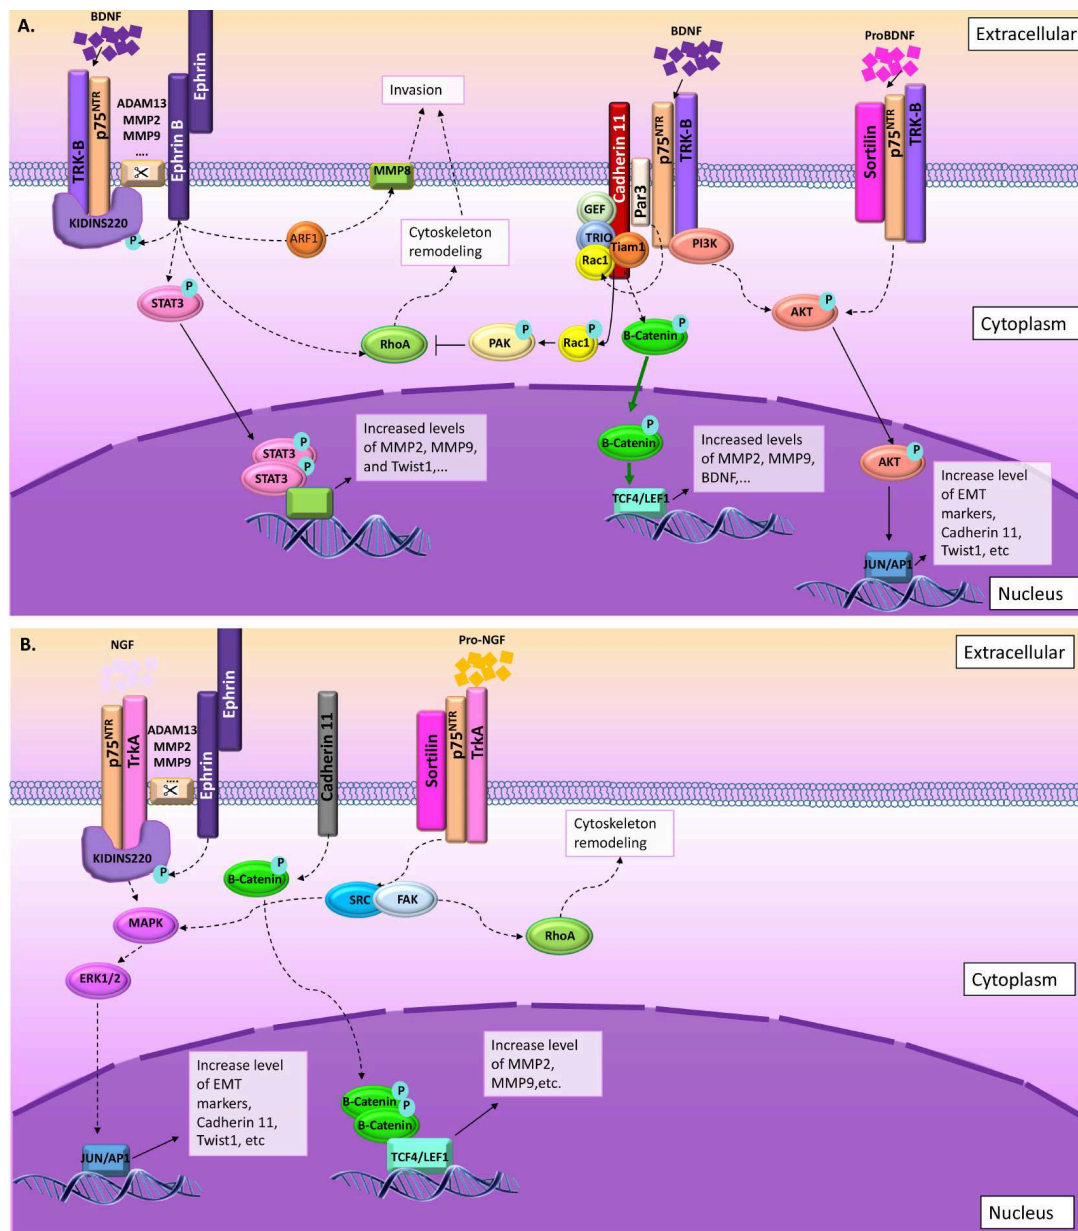 A.
BDNF
Ephrin
Extracellular
BDNF
ProBDNF
TRK-B
p75NTR
ADAM13
MMP2
MMP9
....
Ephrin B
Invasion
MMP8
Cadherin 11
Par3
p75NTR
TRK-B
Sortilin
p75NTR
TRK-B
KIDINS220
P
ARF1
Cytoskeleton
remodeling
GEF
TRIO
Rac1
Tiam1
PI3K
STAT3
P
AKT
P
Cytoplasm
RhoA
PAK
P
Rac1
P
B-Catenin
P
STAT3
P
STAT3
P
Increased levels
of MMP2, MMP9,
and Twist1,...
B-Catenin
P
TCF4/LEF1
Increased levels
of MMP2, MMP9,
BDNF,...
AKT
P
Increase level
of EMT
markers,
Cadherin 11,
Twist1, etc
JUN/AP1
Nucleus
B.
NGF
Ephrin
Pro-NGF
Extracellular
p75NTR
TrkA
ADAM13
MMP2
MMP9
....
Ephrin
Cadherin 11
Sortilin
p75NTR
TrkA
KIDINS220
P
B-Catenin
P
Cytoskeleton
remodeling
MAPK
SRC
FAK
RhoA
ERK1/2
Cytoplasm
Increase level
of EMT
markers,
Cadherin 11,
Twist1, etc
JUN/AP1
Increase level
of MMP2,
MMP9,etc.
B-Catenin
P
B-Catenin
P
TCF4/LEF1
Nucleus